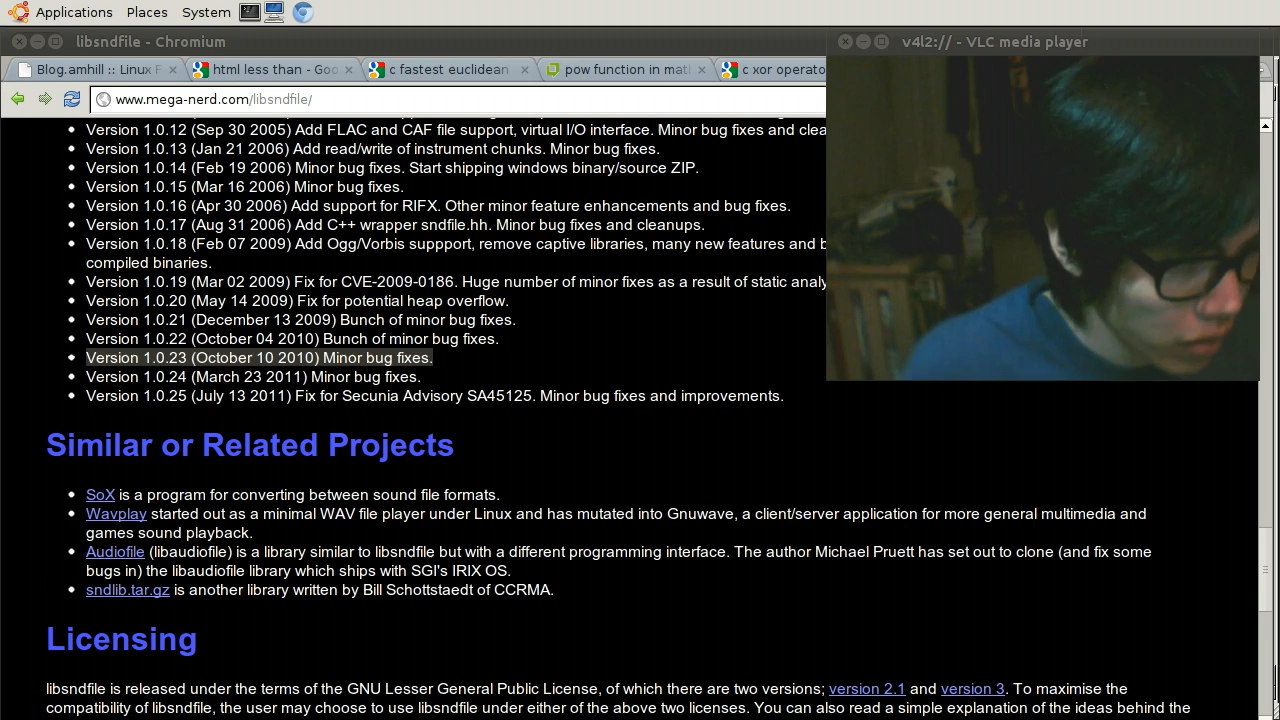 Applications Places System
libsndfile - Chromium
v4l2:// - VLC media player
Blog.amhill :: Linux F
html less than - Goo
c fastest euclidean
pow function in mat
c xor operato
www.mega-nerd.com/libsndfile/
Version 1.0.12 (Sep 30 2005) Add FLAC and CAF file support, virtual I/O interface. Minor bug fixes and clea
Version 1.0.13 (Jan 21 2006) Add read/write of instrument chunks. Minor bug fixes.
Version 1.0.14 (Feb 19 2006) Minor bug fixes. Start shipping windows binary/source ZIP.
Version 1.0.15 (Mar 16 2006) Minor bug fixes.
Version 1.0.16 (Apr 30 2006) Add support for RIFX. Other minor feature enhancements and bug fixes.
Version 1.0.17 (Aug 31 2006) Add C++ wrapper sndfile.hh. Minor bug fixes and cleanups.
Version 1.0.18 (Feb 07 2009) Add Ogg/Vorbis suppport, remove captive libraries, many new features and b
compiled binaries.
Version 1.0.19 (Mar 02 2009) Fix for CVE-2009-0186. Huge number of minor fixes as a result of static analy
Version 1.0.20 (May 14 2009) Fix for potential heap overflow.
Version 1.0.21 (December 13 2009) Bunch of minor bug fixes.
Version 1.0.22 (October 04 2010) Bunch of minor bug fixes.
Version 1.0.23 (October 10 2010) Minor bug fixes.
Version 1.0.24 (March 23 2011) Minor bug fixes.
Version 1.0.25 (July 13 2011) Fix for Secunia Advisory SA45125. Minor bug fixes and improvements.
Similar or Related Projects
SoX is a program for converting between sound file formats.
Wavplay started out as a minimal WAV file player under Linux and has mutated into Gnuwave, a client/server application for more general multimedia and
games sound playback.
Audiofile (libaudiofile) is a library similar to libsndfile but with a different programming interface. The author Michael Pruett has set out to clone (and fix some
bugs in) the libaudiofile library which ships with SGI's IRIX OS.
sndlib.tar.gz is another library written by Bill Schottstaedt of CCRMA.
Licensing
libsndfile is released under the terms of the GNU Lesser General Public License, of which there are two versions; version 2.1 and version 3. To maximise the
compatibility of libsndfile, the user may choose to use libsndfile under either of the above two licenses. You can also read a simple explanation of the ideas behind the